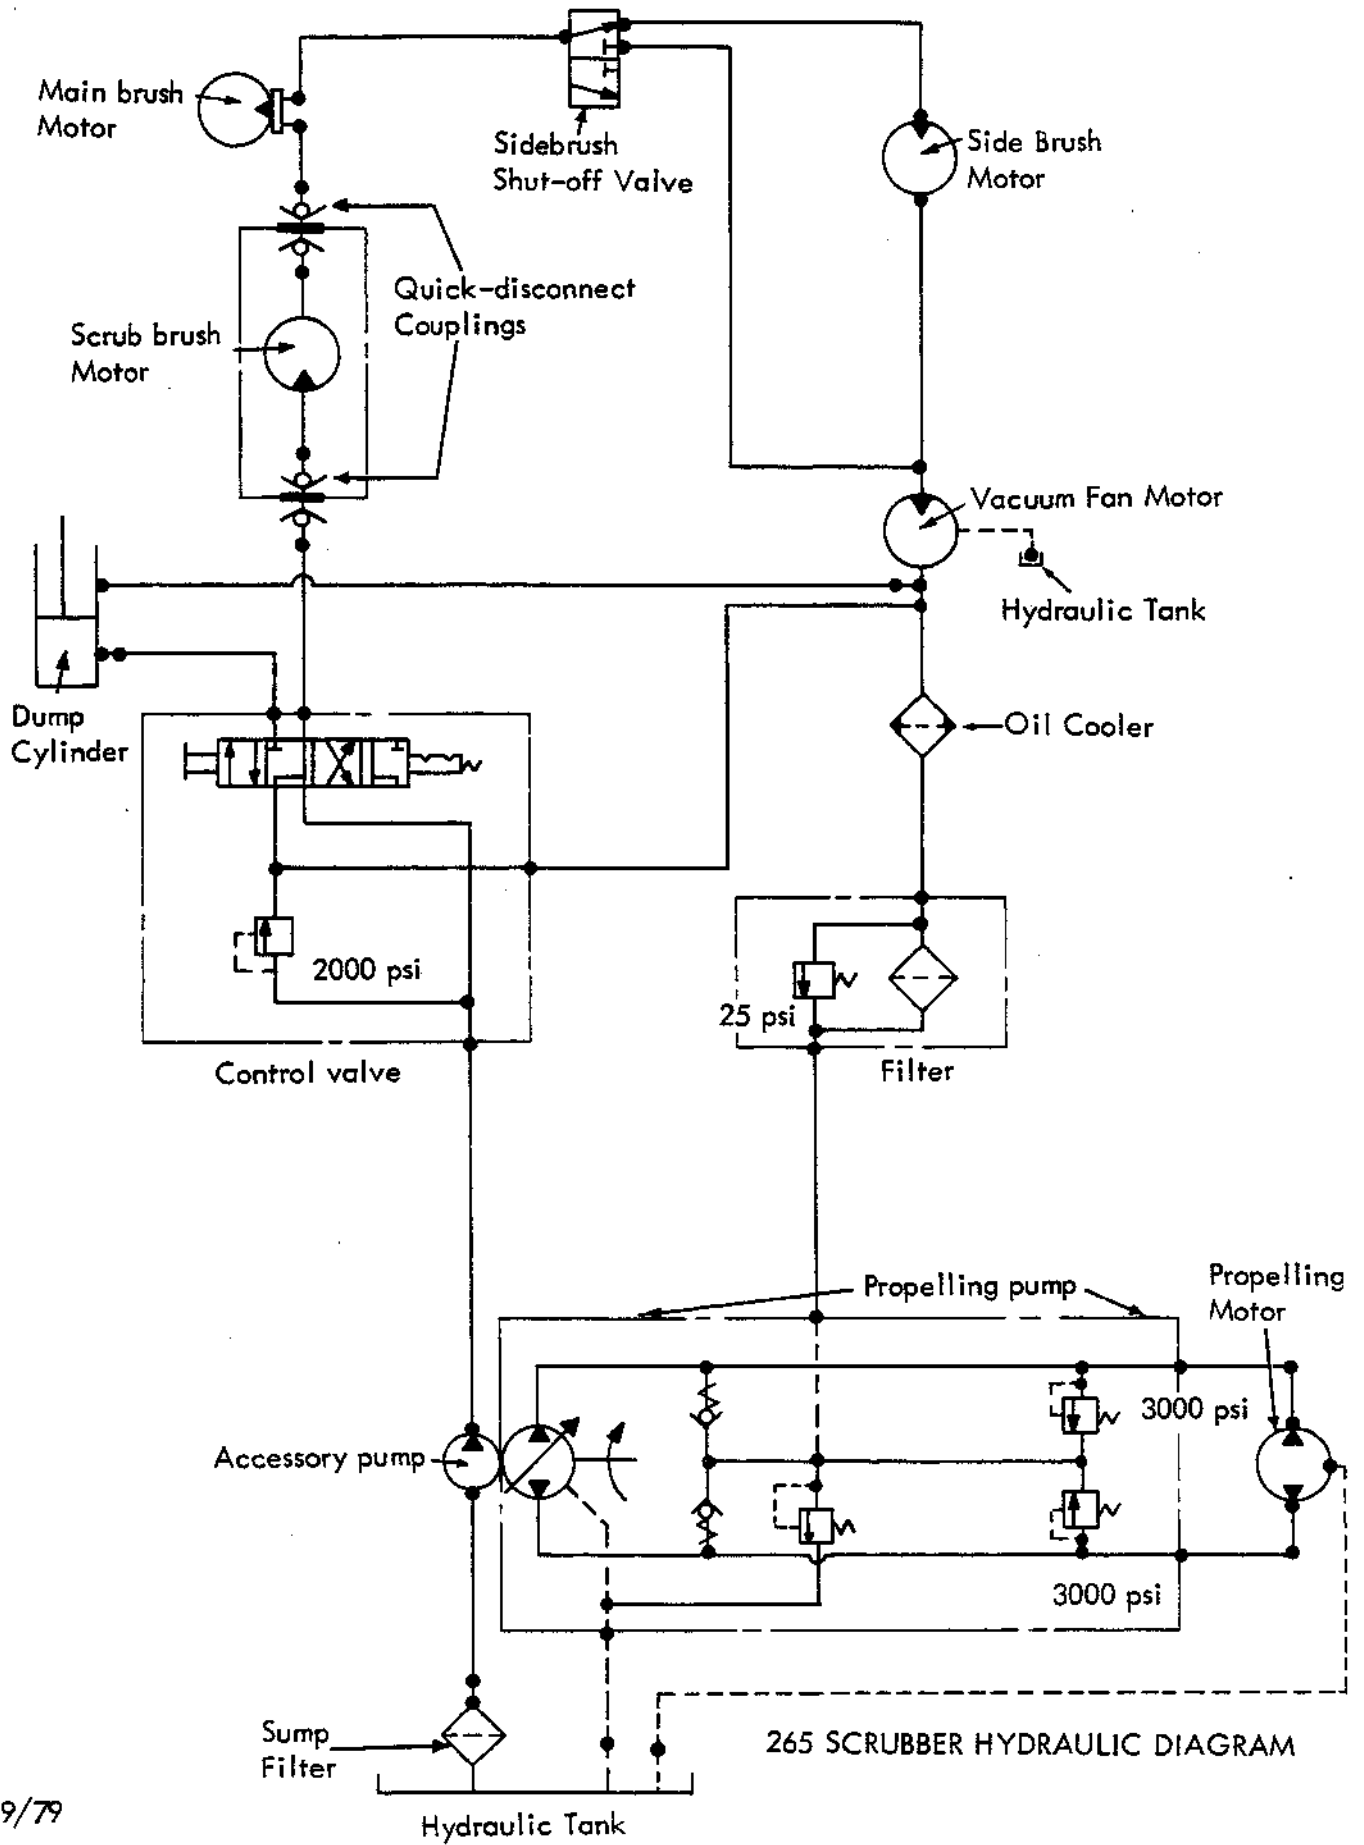 Main brush
Motor
Sidebrush
Shut-off Valve
Side Brush
Motor
Quick-disconnect
Couplings
Scrub brush
Motor
Vacuum Fan Motor
Hydraulic Tank
Dump
Cylinder
Oil Cooler
2000 psi
25 psi
Control valve
Filter
Propelling pump
Propelling
Motor
3000 psi
Accessory pump
3000 psi
Sump
Filter
265 SCRUBBER HYDRAULIC DIAGRAM
9/79
Hydraulic Tank